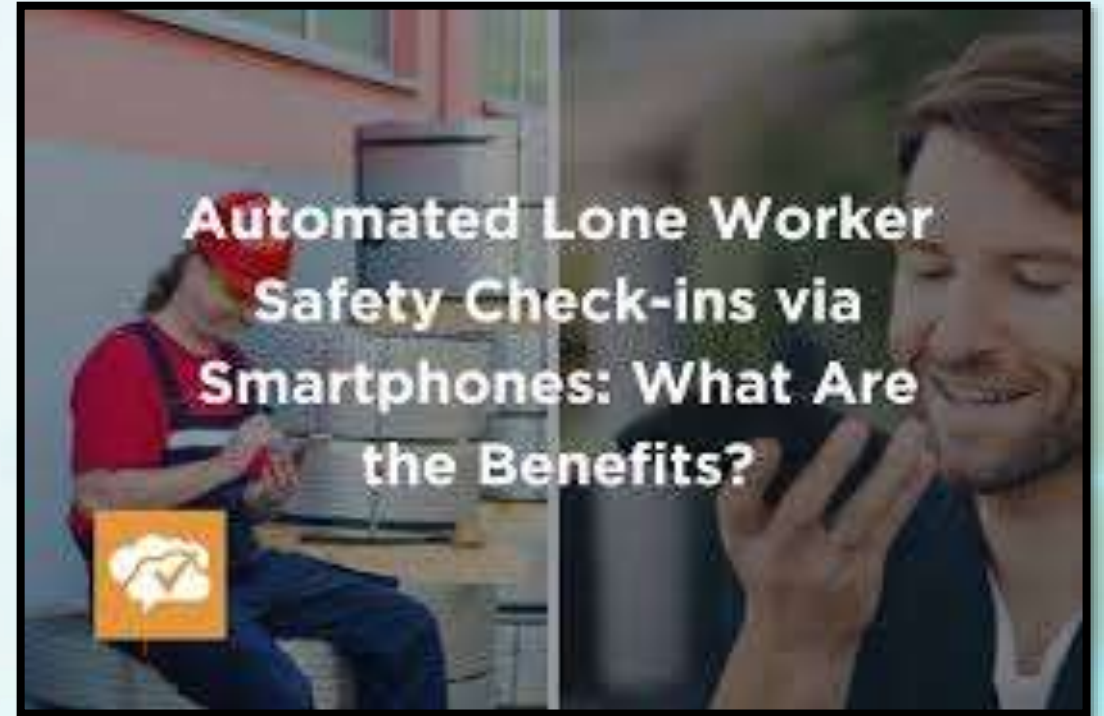 Automated Lone Worker
Safety Check-ins via
Smartphones: What Are
the Benefits?